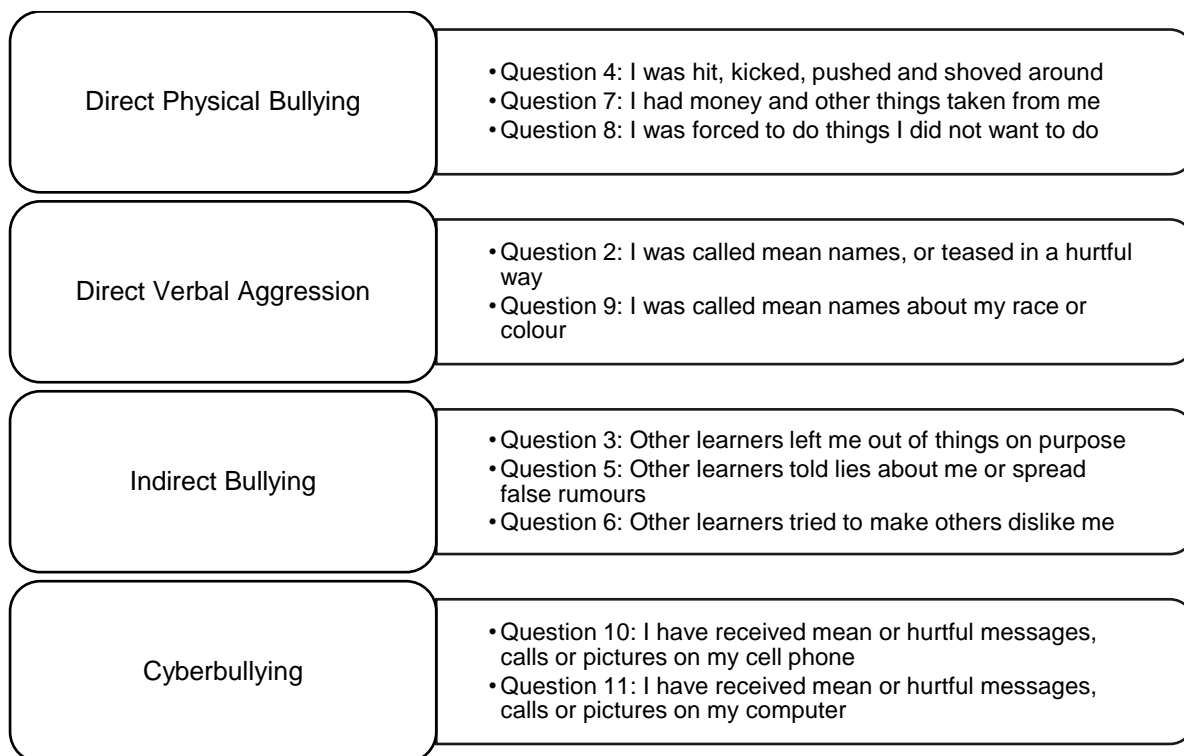 Direct Physical Bullying
• Question 4: I was hit, kicked, pushed and shoved around
• Question 7: I had money and other things taken from me
• Question 8: I was forced to do things I did not want to do
Direct Verbal Aggression
• Question 2: I was called mean names, or teased in a hurtful
way
• Question 9: I was called mean names about my race or
colour
Indirect Bullying
• Question 3: Other learners left me out of things on purpose
• Question 5: Other learners told lies about me or spread
false rumours
• Question 6: Other learners tried to make others dislike me
Cyberbullying
• Question 10: I have received mean or hurtful messages,
calls or pictures on my cell phone
• Question 11: I have received mean or hurtful messages,
calls or pictures on my computer